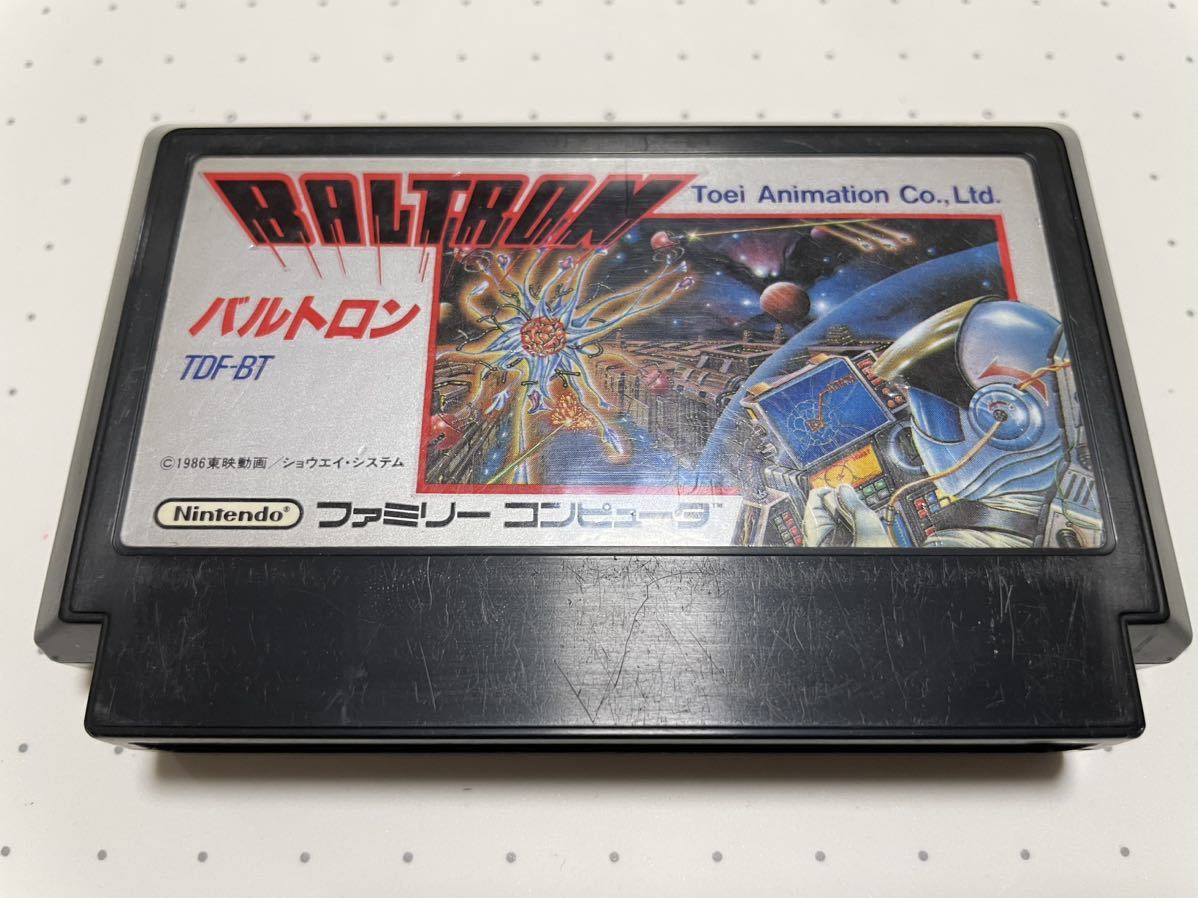 BALTRON
Toei Animation Co.,Ltd.
バルトロン
TDF-BT
©1986東映動画/ショウエイ・システム
Nintendo® ファミリー コンピュータ™